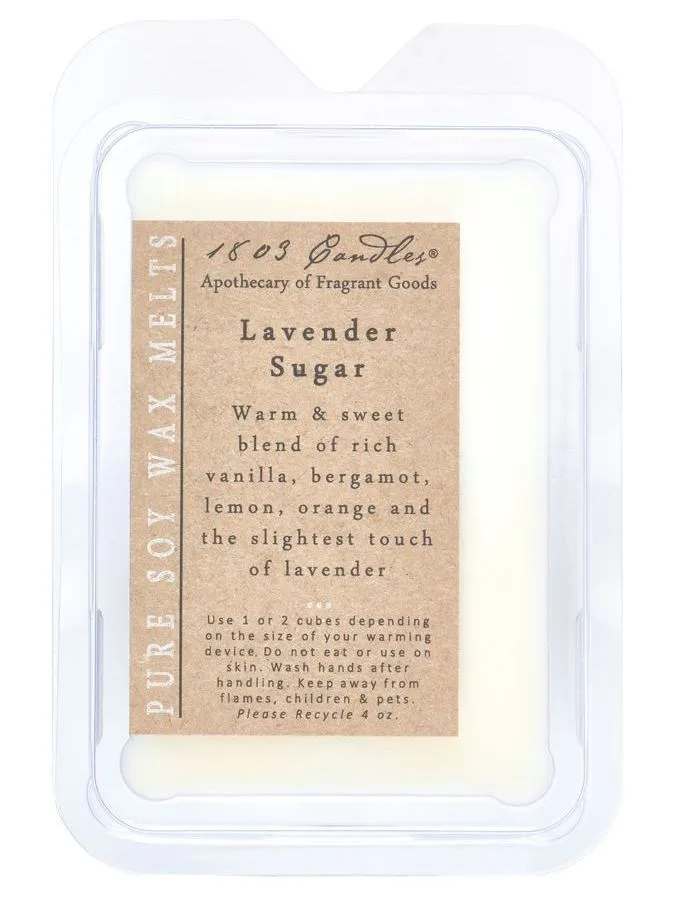 1803 Candles®
Apothecary of Fragrant Goods
Lavender
Sugar
Warm & sweet
blend of rich
vanilla, bergamot,
lemon, orange and
the slightest touch
of lavender
Use 1 or 2 cubes depending
on the size of your warming
device. Do not eat or use on
skin. Wash hands after
handling. Keep away from
flames, children & pets.
Please Recycle 4 oz.
PURE SOY WAX MELTS